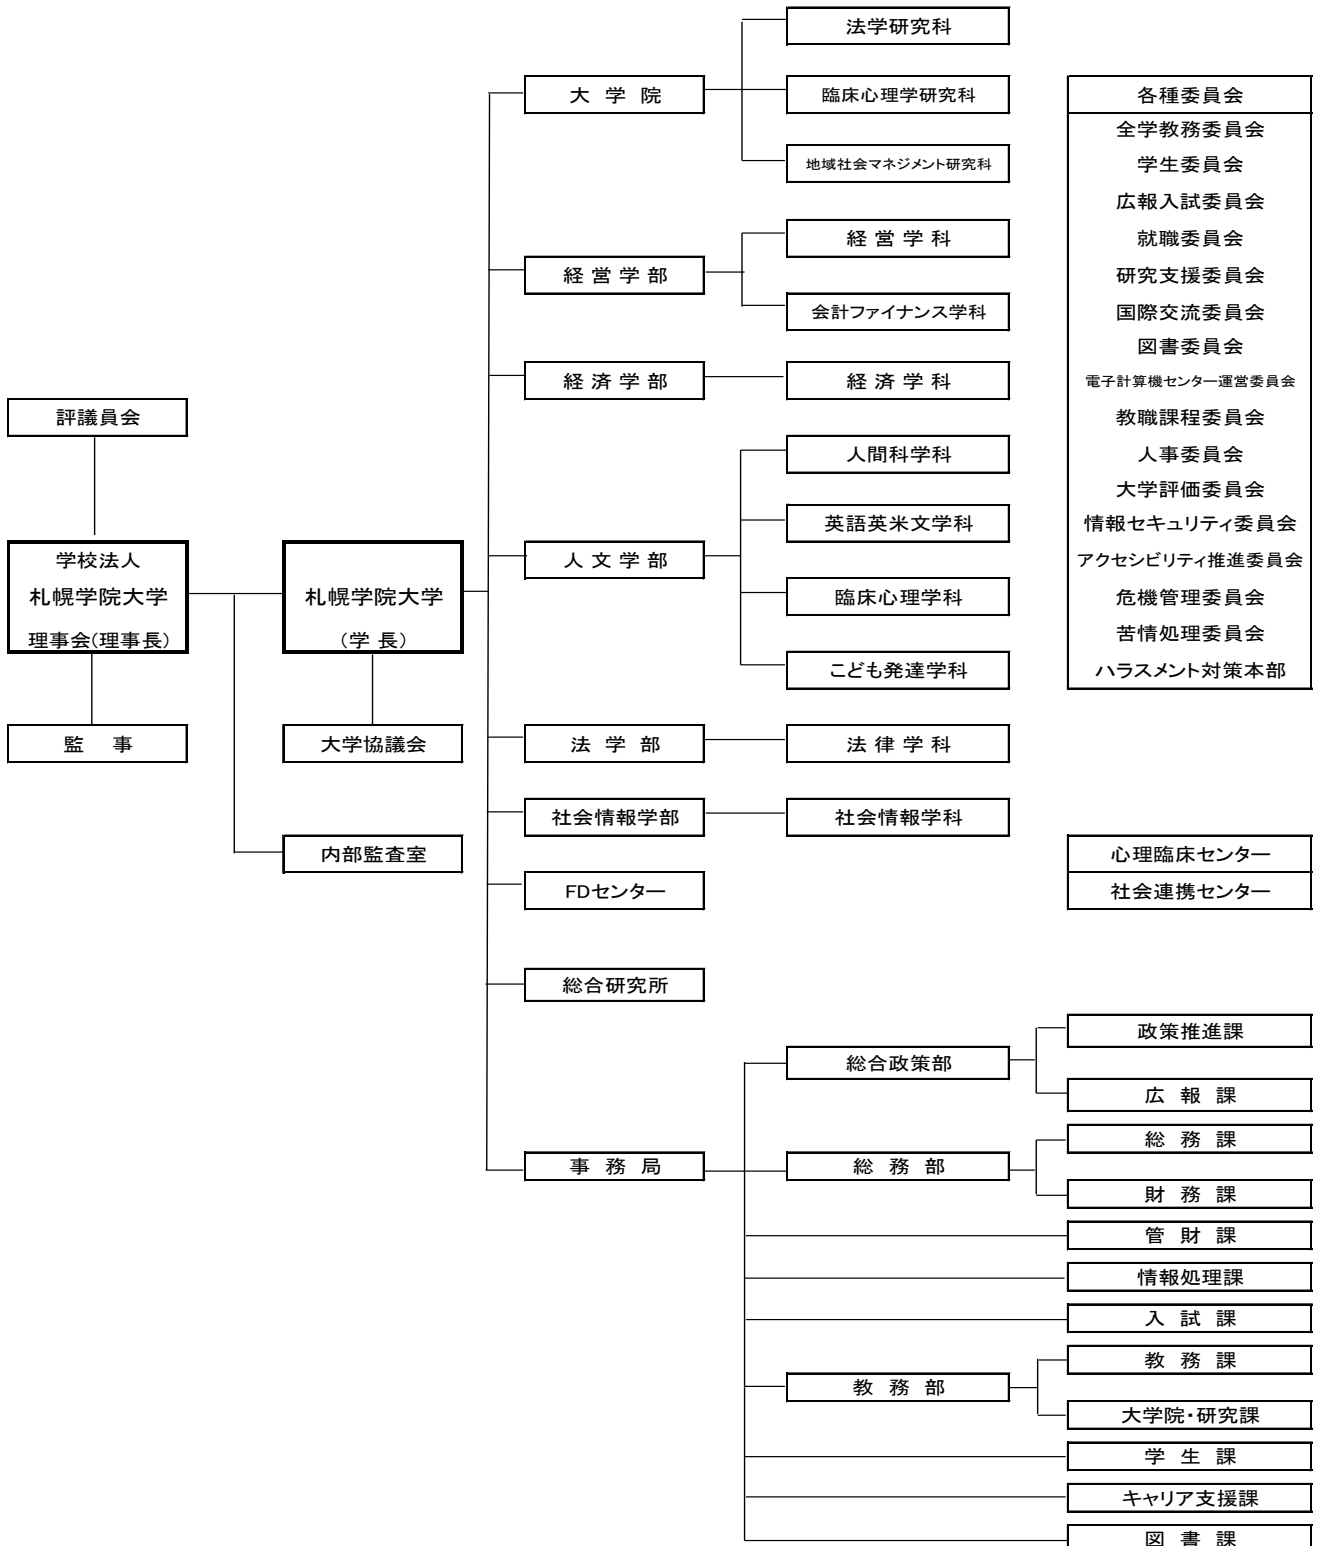 法学研究科
大 学 院
臨床心理学研究科
地域社会マネジメント研究科
経 営 学 部
経 営 学 科
会計ファイナンス学科
経 済 学 部
経 済 学 科
人 文 学 部
人間科学科
英語英米文学科
臨床心理学科
こども発達学科
法 学 部
法 律 学 科
社会情報学部
社会情報学科
FDセンター
総合研究所
評議員会
学校法人
札幌学院大学
理事会(理事長)
監 事
札幌学院大学
(学 長)
大学協議会
内部監査室
各種委員会
全学教務委員会
学生委員会
広報入試委員会
就職委員会
研究支援委員会
国際交流委員会
図書委員会
電子計算機センター運営委員会
教職課程委員会
人事委員会
大学評価委員会
情報セキュリティ委員会
アクセシビリティ推進委員会
危機管理委員会
苦情処理委員会
ハラスメント対策本部
心理臨床センター
社会連携センター
事 務 局
総合政策部
政策推進課
広 報 課
総 務 部
総 務 課
財 務 課
管 財 課
情報処理課
入 試 課
教 務 部
教 務 課
大学院・研究課
学 生 課
キャリア支援課
図 書 課